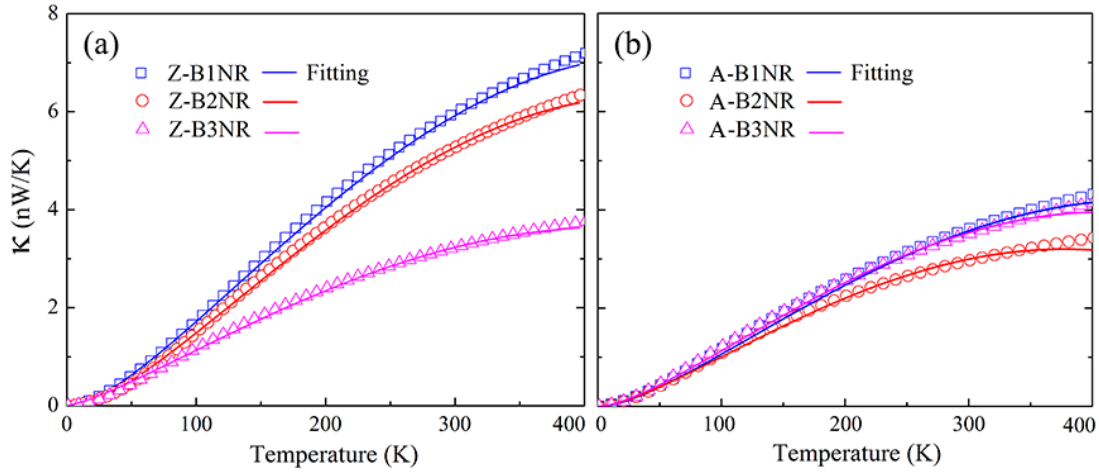 (a)
Z-B1NR Fitting
Z-B2NR
Z-B3NR
κ (nW/K)
8
6
4
2
0
0 100 200 300 400
Temperature (K)
(b)
A-B1NR Fitting
A-B2NR
A-B3NR
0 100 200 300 400
Temperature (K)